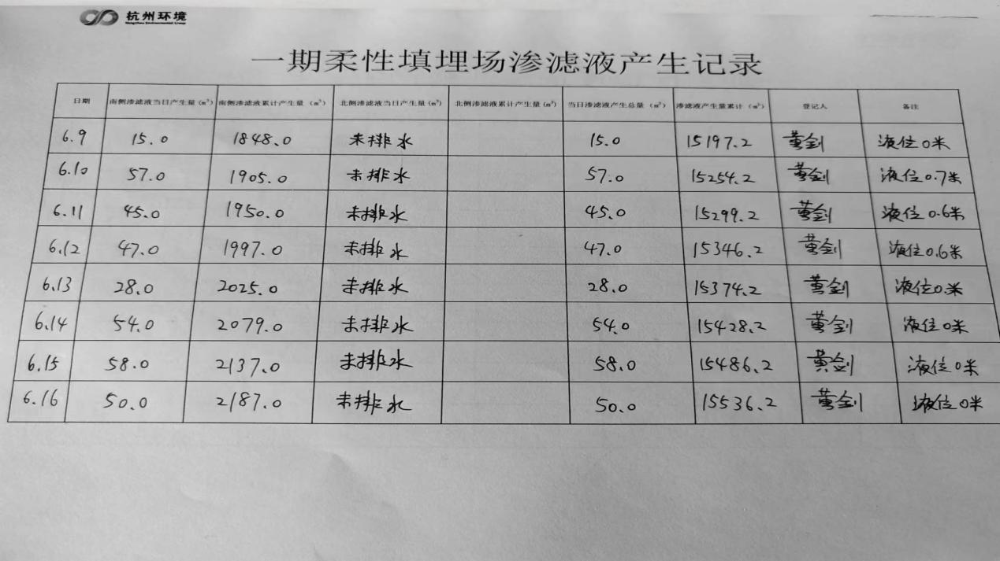 杭州环境
Hangzhou Environmental Group
一期柔性填埋场渗滤液产生记录
日期 南侧渗滤液当日产生量(m³) 南侧渗滤液累计产生量(m³) 北侧渗滤液当日产生量(m³) 北侧渗滤液累计产生量(m³) 当日渗滤液产生总量(m³) 渗滤液产生量累计(m³) 登记人 备注
6.9 15.0 1848.0 未排水 15.0 15197.2 黄剑 液位0米
6.10 57.0 1905.0 未排水 57.0 15254.2 黄剑 液位0.7米
6.11 45.0 1950.0 未排水 45.0 15299.2 黄剑 液位0.6米
6.12 47.0 1997.0 未排水 47.0 15346.2 黄剑 液位0.6米
6.13 28.0 2025.0 未排水 28.0 15374.2 黄剑 液位0.米
6.14 54.0 2079.0 未排水 54.0 15428.2 黄剑 液位0米
6.15 58.0 2137.0 未排水 58.0 15486.2 黄剑 液位0米
6.16 50.0 2187.0 未排水 50.0 15536.2 黄剑 液位0米